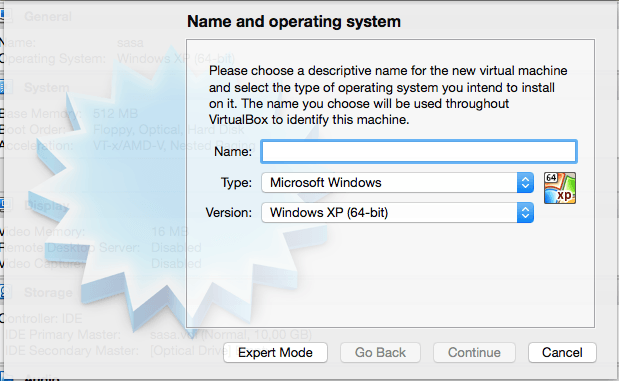 Name and operating system
General
Name: sasa
Operating System: Windows XP (64-bit)
System
Base Memory: 512 MB
Boot Order: Floppy, Optical, Hard Disk
Acceleration: VT-x/AMD-V, Nested Paging
Display
Video Memory: 16 MB
Remote Desktop Server: Disabled
Video Capture: Disabled
Storage
Controller: IDE
IDE Primary Master: (Normal, 10,00 GB)
IDE Secondary Master: [Optical Drive]
Audio
Please choose a descriptive name for the new virtual machine
and select the type of operating system you intend to install
on it. The name you choose will be used throughout
VirtualBox to identify this machine.
Name:
Type: Microsoft Windows
64
xp
Version: Windows XP (64-bit)
Expert Mode Go Back Continue Cancel